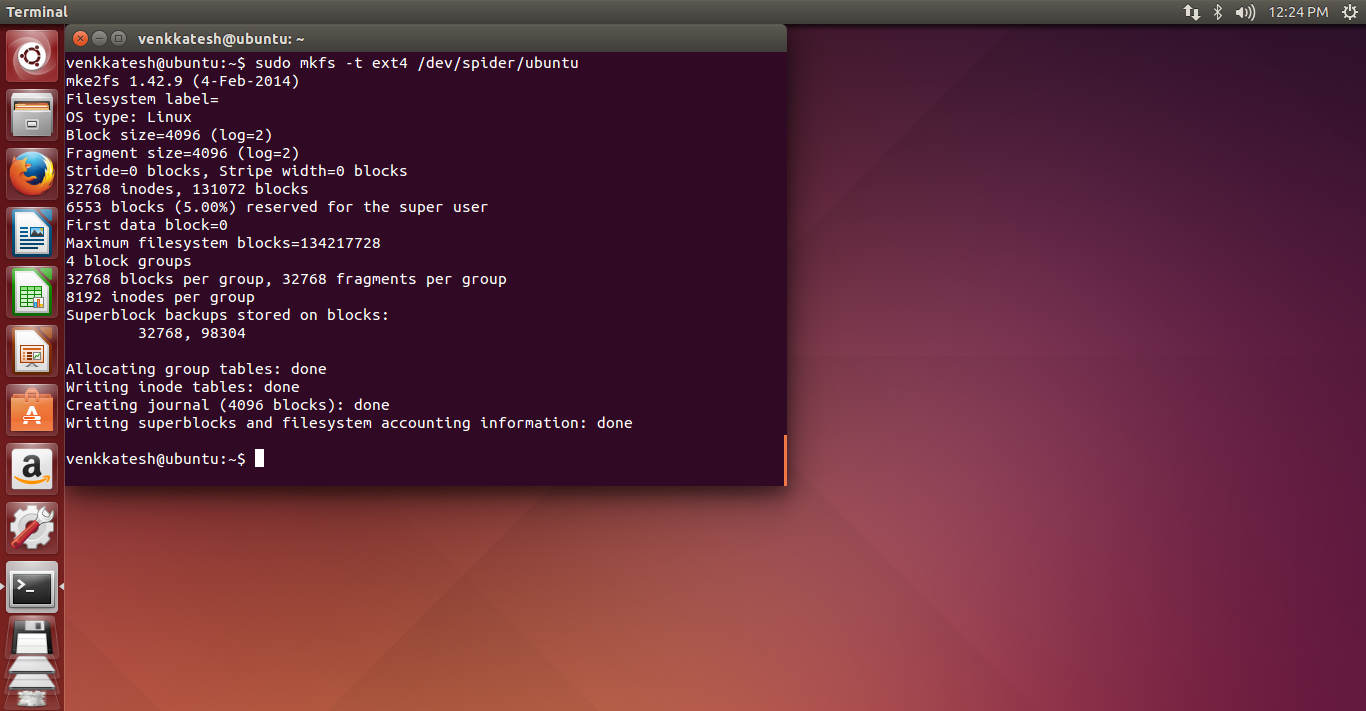 Terminal
12:24 PM
venkkatesh@ubuntu: ~
venkkatesh@ubuntu:~$ sudo mkfs -t ext4 /dev/spider/ubuntu
mke2fs 1.42.9 (4-Feb-2014)
Filesystem label=
OS type: Linux
Block size=4096 (log=2)
Fragment size=4096 (log=2)
Stride=0 blocks, Stripe width=0 blocks
32768 inodes, 131072 blocks
6553 blocks (5.00%) reserved for the super user
First data block=0
Maximum filesystem blocks=134217728
4 block groups
32768 blocks per group, 32768 fragments per group
8192 inodes per group
Superblock backups stored on blocks:
        32768, 98304
Allocating group tables: done
Writing inode tables: done
Creating journal (4096 blocks): done
Writing superblocks and filesystem accounting information: done
venkkatesh@ubuntu:~$